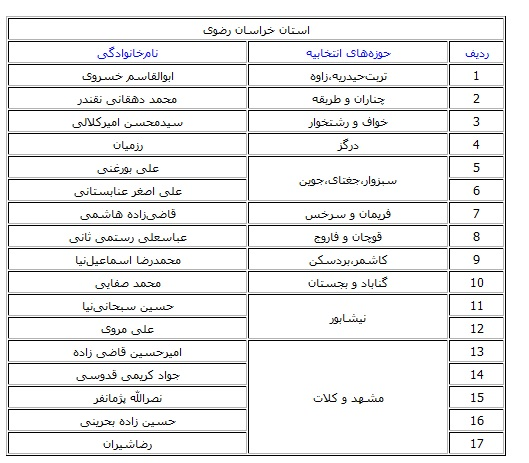 استان خراسان رضوی
ردیف حوزه‌های انتخابیه نام‌خانوادگی
1 تربت‌حیدریه،زاوه ابوالقاسم خسروی
2 چناران و طریقه محمد دهقانی نقندر
3 خواف و رشتخوار سیدمحسن امیرکلالی
4 درگز رزمیان
5 سبزوار،جغتای،جوین علی بورغنی
6 علی اصغر عنابستانی
7 فریمان و سرخس قاضی‌زاده هاشمی
8 قوچان و فاروج عباسعلی رستمی ثانی
9 کاشمر،بردسکن محمدرضا اسماعیل‌نیا
10 گناباد و بجستان محمد صفایی
11 نیشابور حسین سبحانی‌نیا
12 علی مروی
13 مشهد و کلات امیرحسین قاضی زاده
14 جواد کریمی قدوسی
15 نصرالله پژمانفر
16 حسین زاده بحرینی
17 رضاشیران